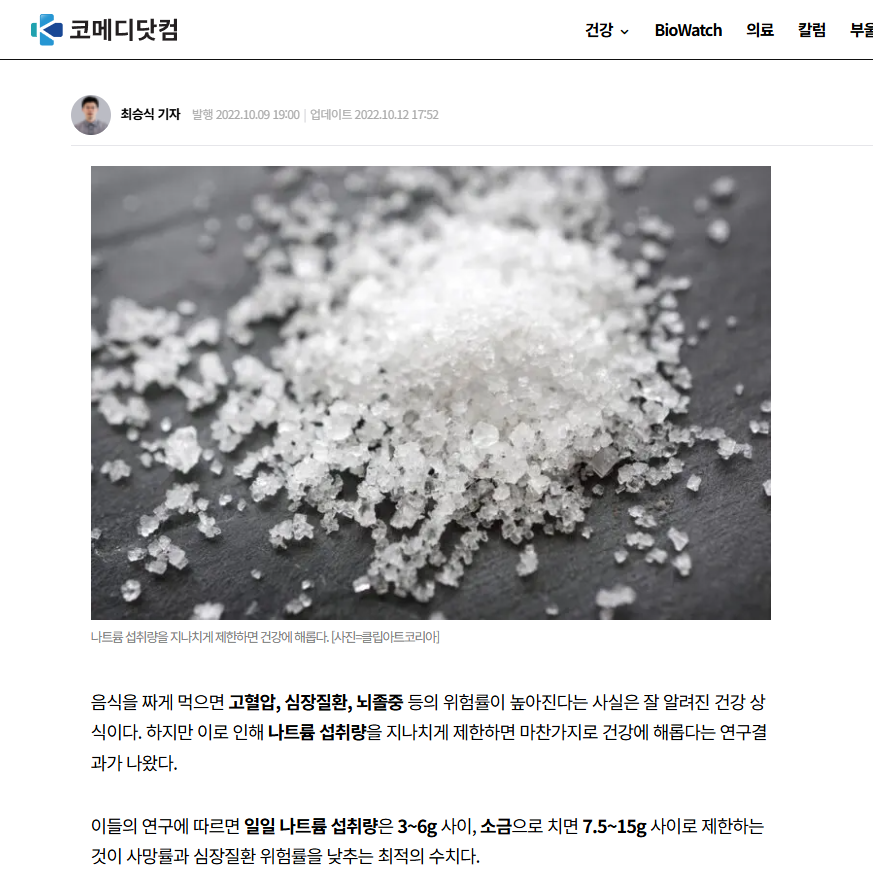 코메디닷컴
건강 BioWatch 의료 칼럼
최승식 기자 발행 2022.10.09 19:00 | 업데이트 2022.10.12 17:52
나트륨 섭취량을 지나치게 제한하면 건강에 해롭다. [사진=클립아트코리아]
음식을 짜게 먹으면 고혈압, 심장질환, 뇌졸중 등의 위험률이 높아진다는 사실은 잘 알려진 건강 상
식이다. 하지만 이로 인해 나트륨 섭취량을 지나치게 제한하면 마찬가지로 건강에 해롭다는 연구결
과가 나왔다.
이들의 연구에 따르면 일일 나트륨 섭취량은 3~6g 사이, 소금으로 치면 7.5~15g 사이로 제한하는
것이 사망률과 심장질환 위험률을 낮추는 최적의 수치다.